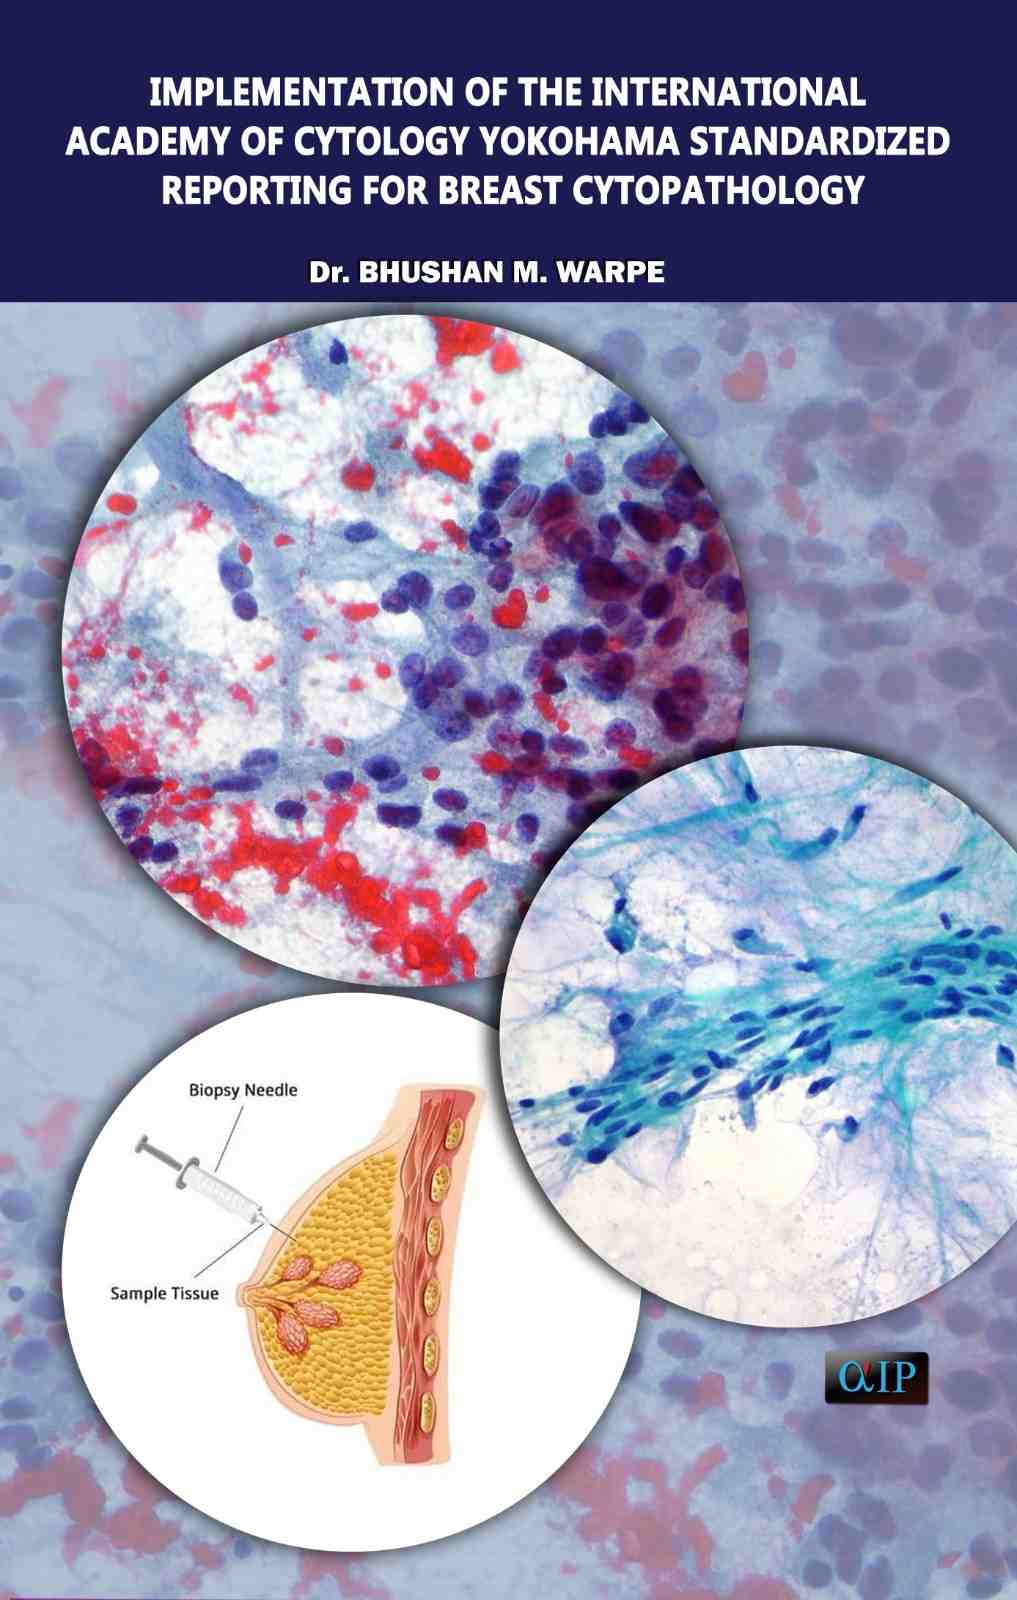 IMPLEMENTATION OF THE INTERNATIONAL
ACADEMY OF CYTOLOGY YOKOHAMA STANDARDIZED
REPORTING FOR BREAST CYTOPATHOLOGY
Dr. BHUSHAN M. WARPE
Biopsy Needle
Sample Tissue
αIP